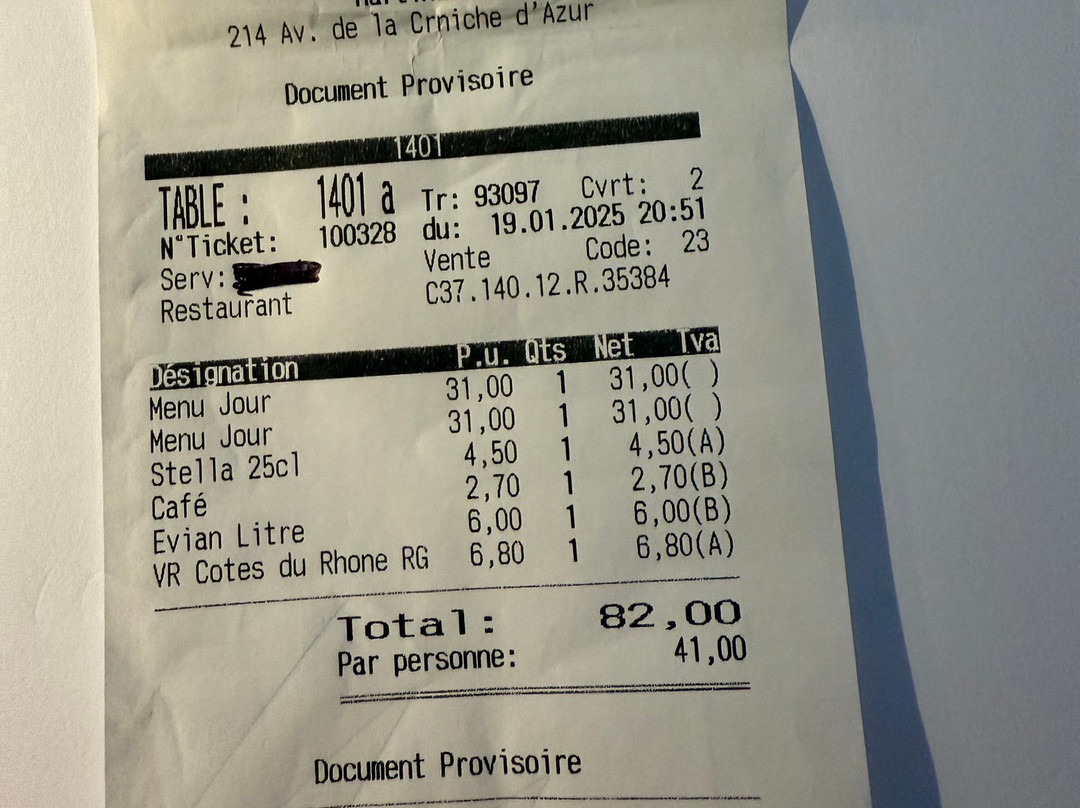 214 Av. de la Crniche d'Azur
Document Provisoire
1401
TABLE : 1401 a Tr: 93097 Cvrt: 2
N°Ticket: 100328 du: 19.01.2025 20:51
Serv: Vente Code: 23
Restaurant C37.140.12.R.35384
Désignation P.u. Qts Net Tva
Menu Jour 31,00 1 31,00( )
Menu Jour 31,00 1 31,00( )
Stella 25cl 4,50 1 4,50(A)
Café 2,70 1 2,70(B)
Evian Litre 6,00 1 6,00(B)
VR Cotes du Rhone RG 6,80 1 6,80(A)
Total: 82,00
Par personne: 41,00
Document Provisoire